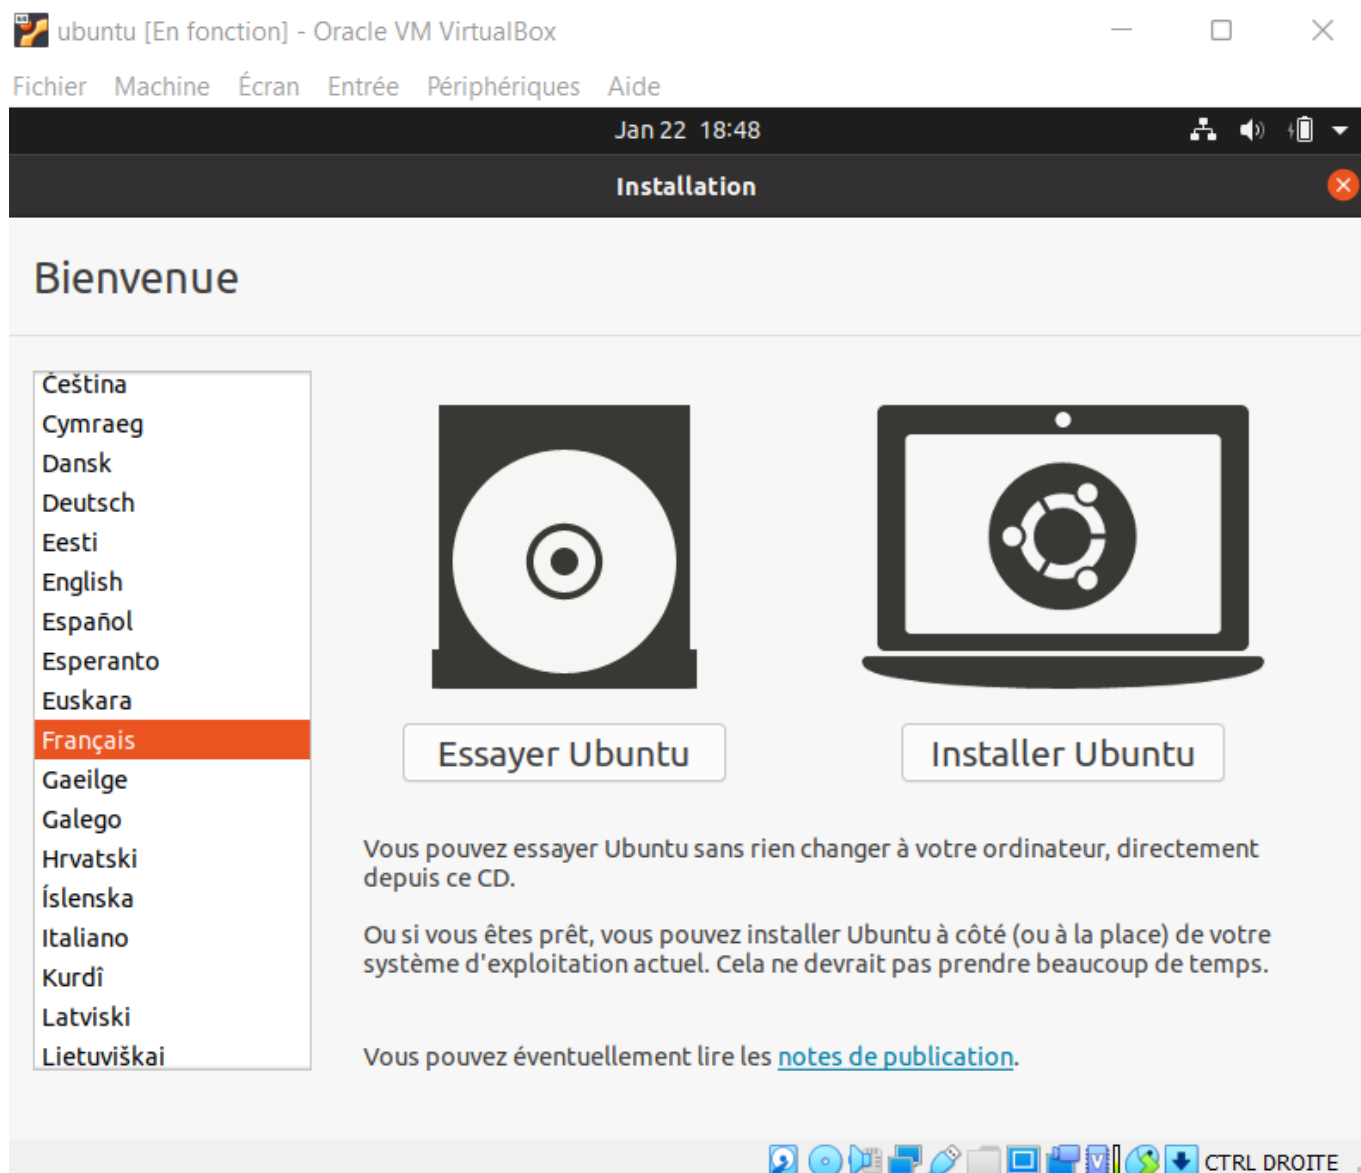 ubuntu [En fonction] - Oracle VM VirtualBox
Fichier Machine Écran Entrée Périphériques Aide
Jan 22 18:48
Installation
Bienvenue
Čeština
Cymraeg
Dansk
Deutsch
Eesti
English
Español
Esperanto
Euskara
Français
Gaeilge
Galego
Hrvatski
Íslenska
Italiano
Kurdî
Latviski
Lietuviškai
Essayer Ubuntu
Installer Ubuntu
Vous pouvez essayer Ubuntu sans rien changer à votre ordinateur, directement
depuis ce CD.
Ou si vous êtes prêt, vous pouvez installer Ubuntu à côté (ou à la place) de votre
système d'exploitation actuel. Cela ne devrait pas prendre beaucoup de temps.
Vous pouvez éventuellement lire les notes de publication.
CTRL DROITE